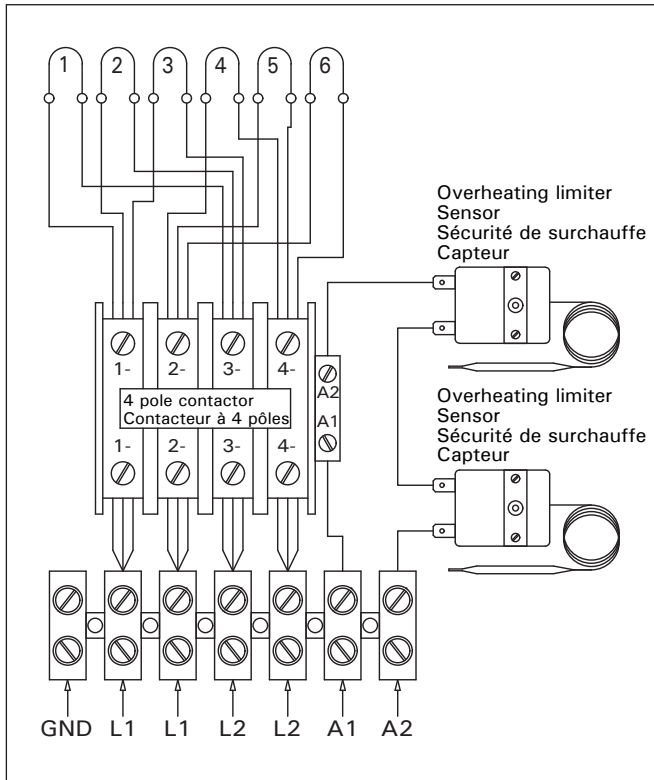 1 2 3 4 5 6
Overheating limiter
Sensor
Sécurité de surchauffe
Capteur
1- 2- 3- 4-
A2
4 pole contactor
Contacteur à 4 pôles
A1
1- 2- 3- 4-
Overheating limiter
Sensor
Sécurité de surchauffe
Capteur
GND L1 L1 L2 L2 A1 A2